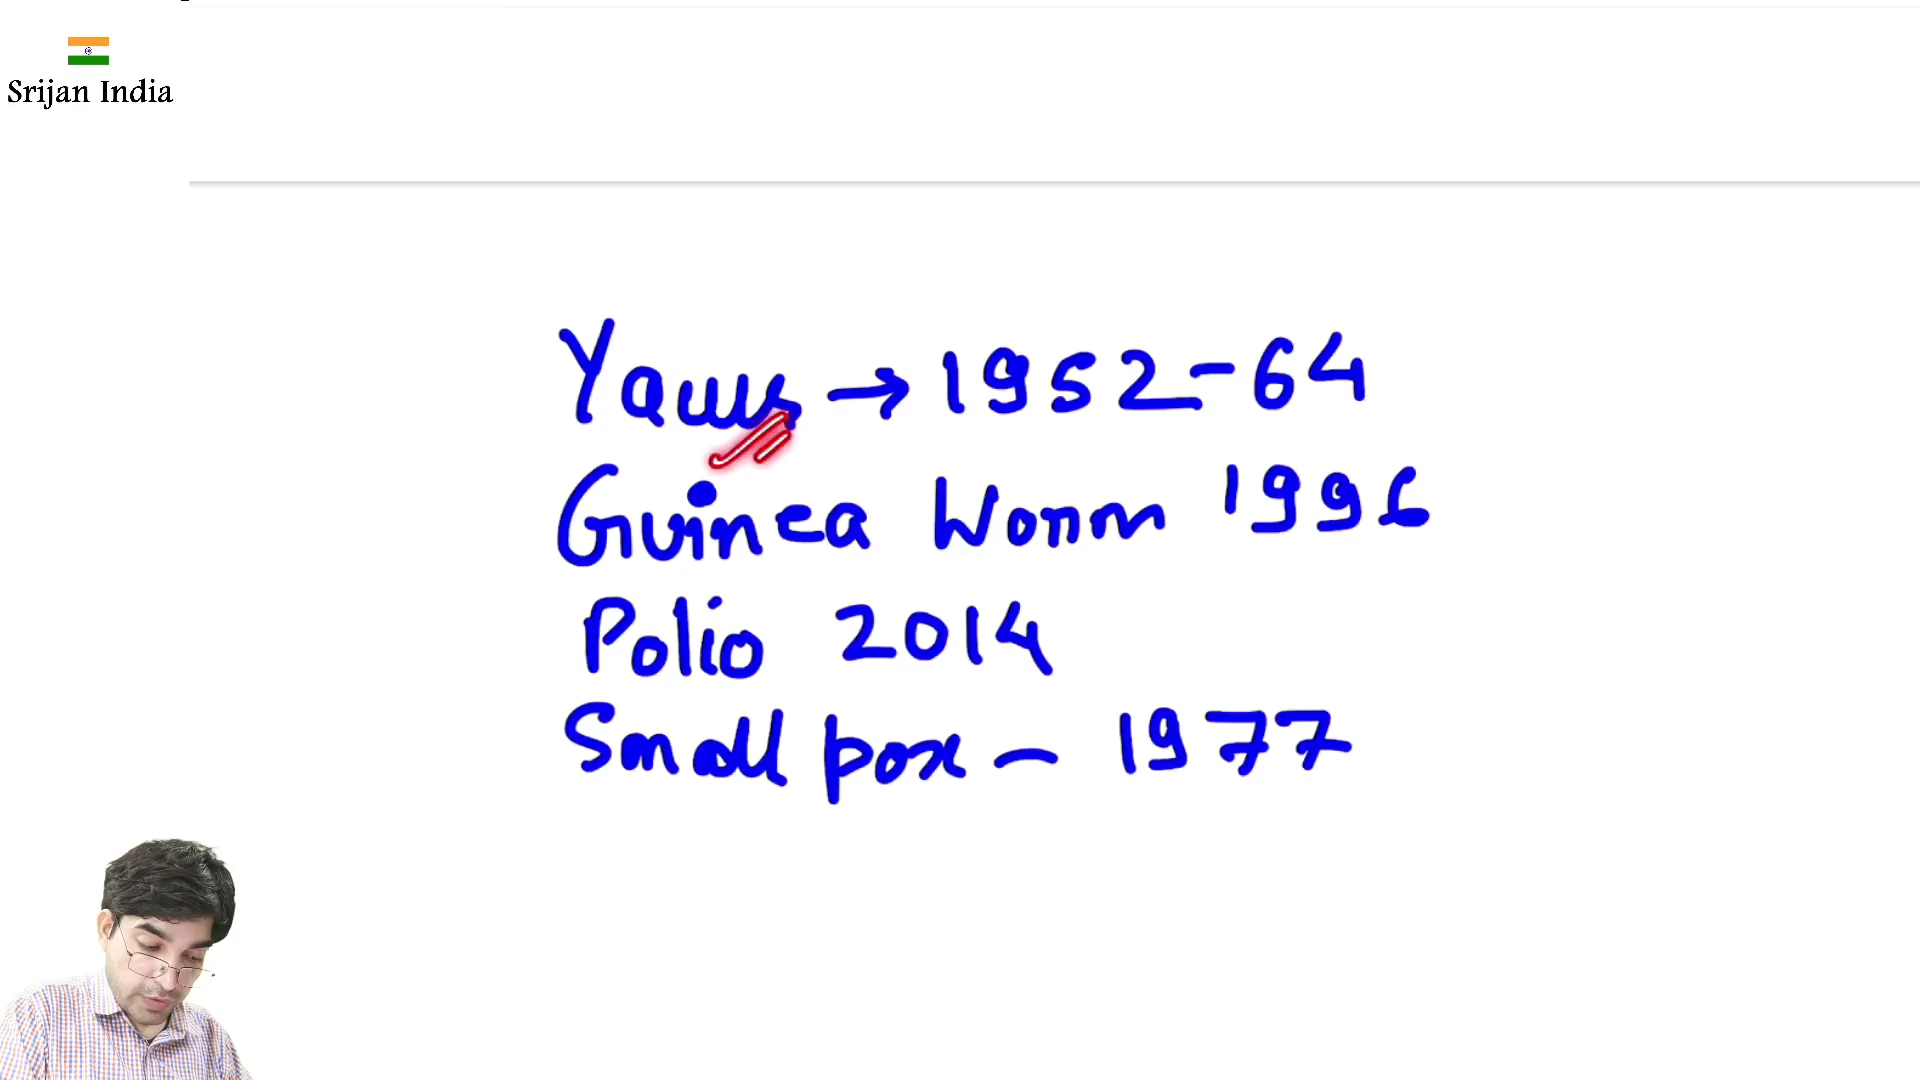 Srijan India
Yaws → 1952-64
Guinea Worm 1996
Polio 2014
Small pox - 1977